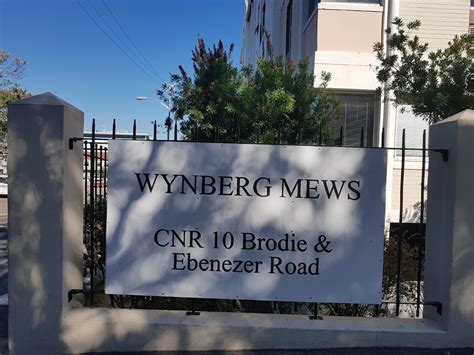 WYNBERG MEWS
CNR 10 Brodie &
Ebenezer Road